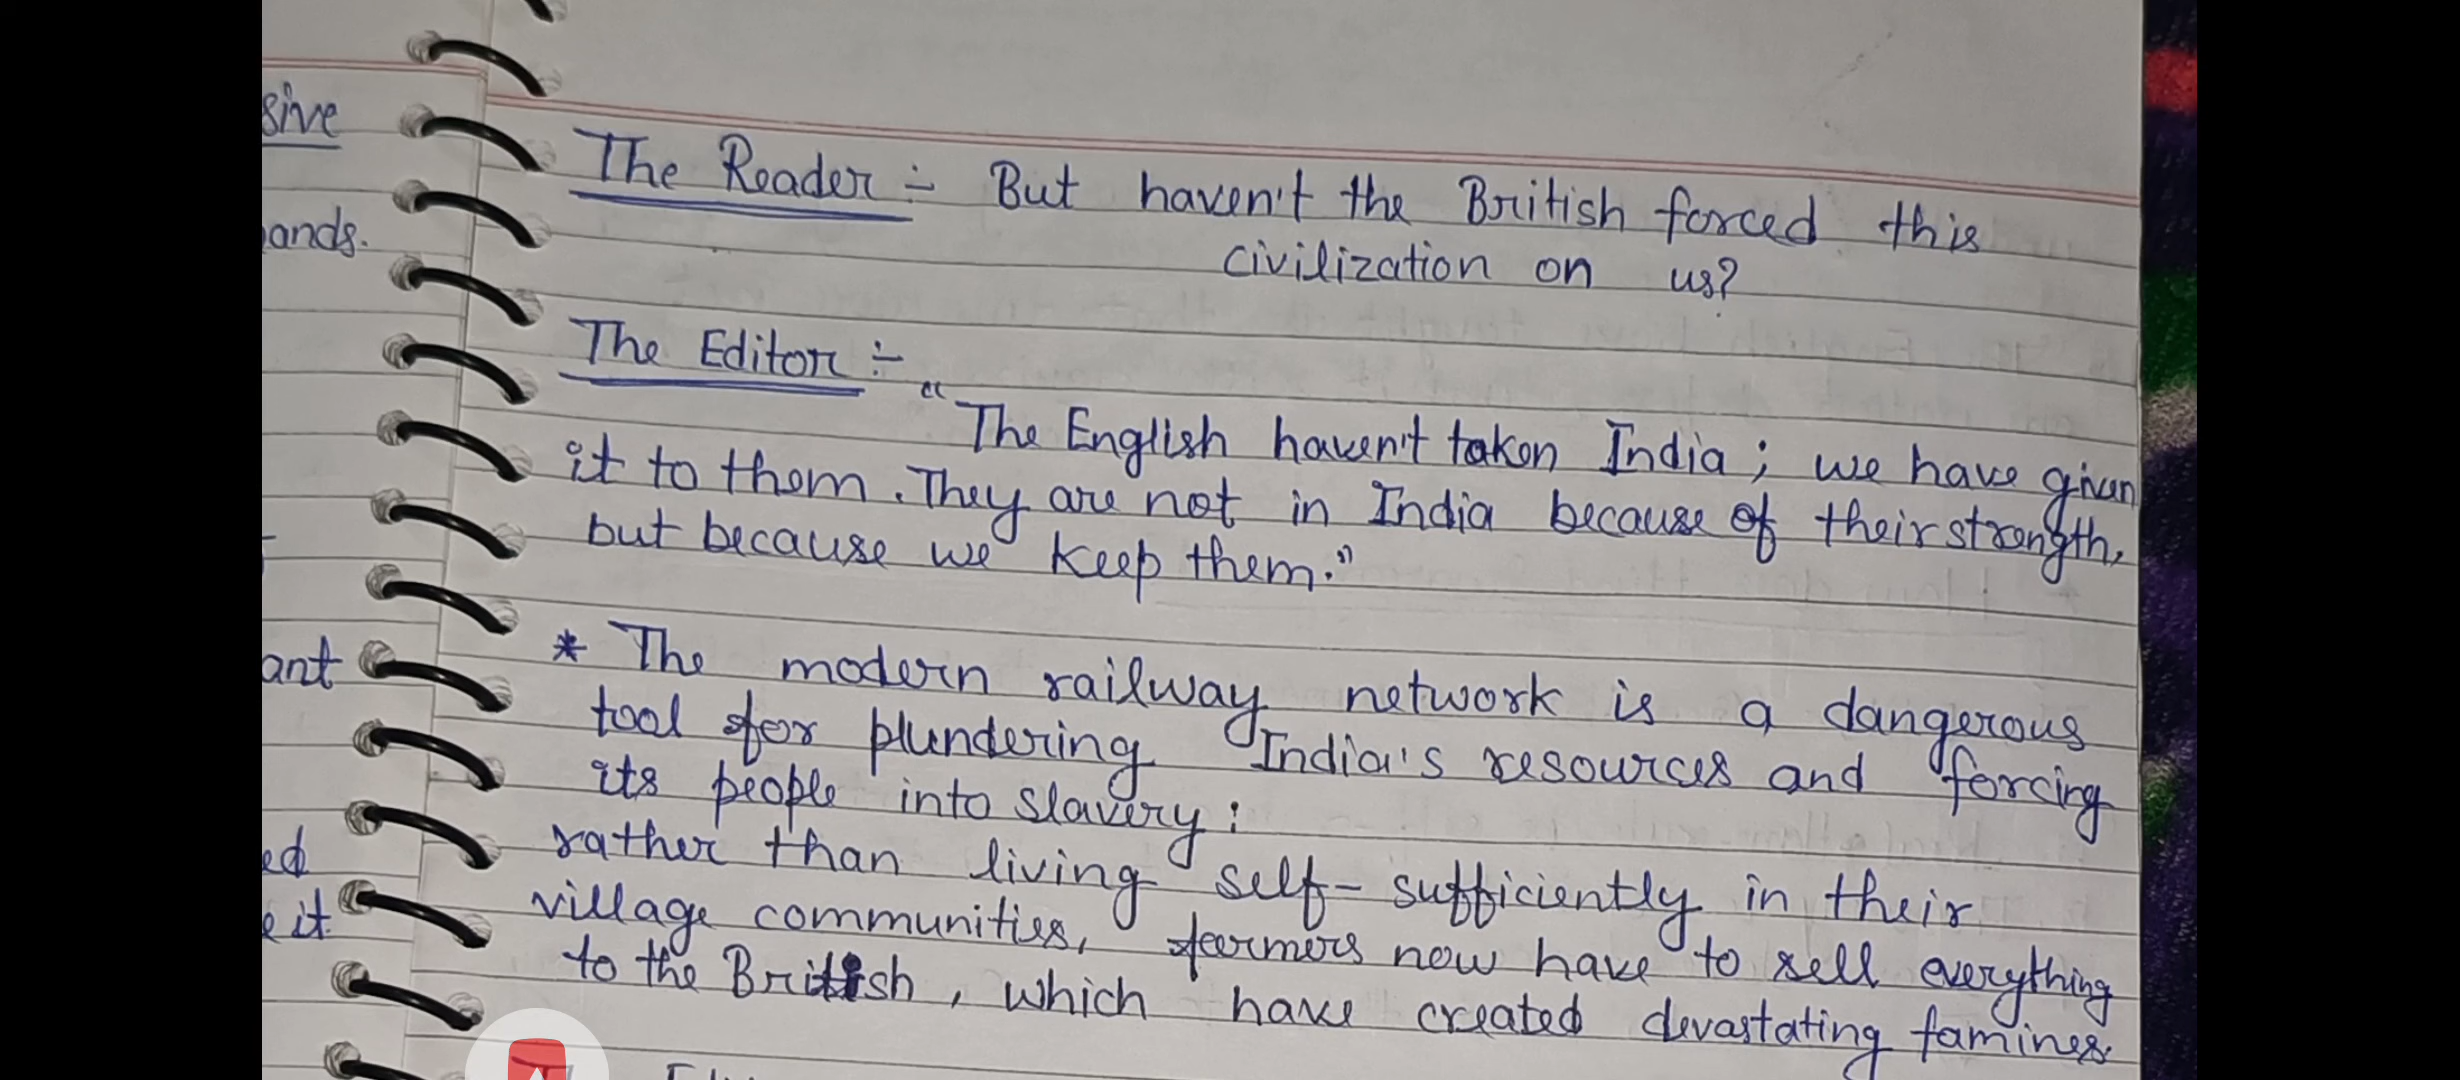 sive
ands.
ant
ed
e it
The Reader :- But haven't the British forced this
civilization on us?
The Editor :-
"The English haven't taken India; we have given
it to them. They are not in India because of their strength,
but because we keep them."
* The modern railway network is a dangerous
tool for plundering India's resources and forcing
its people into slavery:
rather than living self-sufficiently in their
village communities, farmers now have to sell everything
to the British, which have created devastating famines.